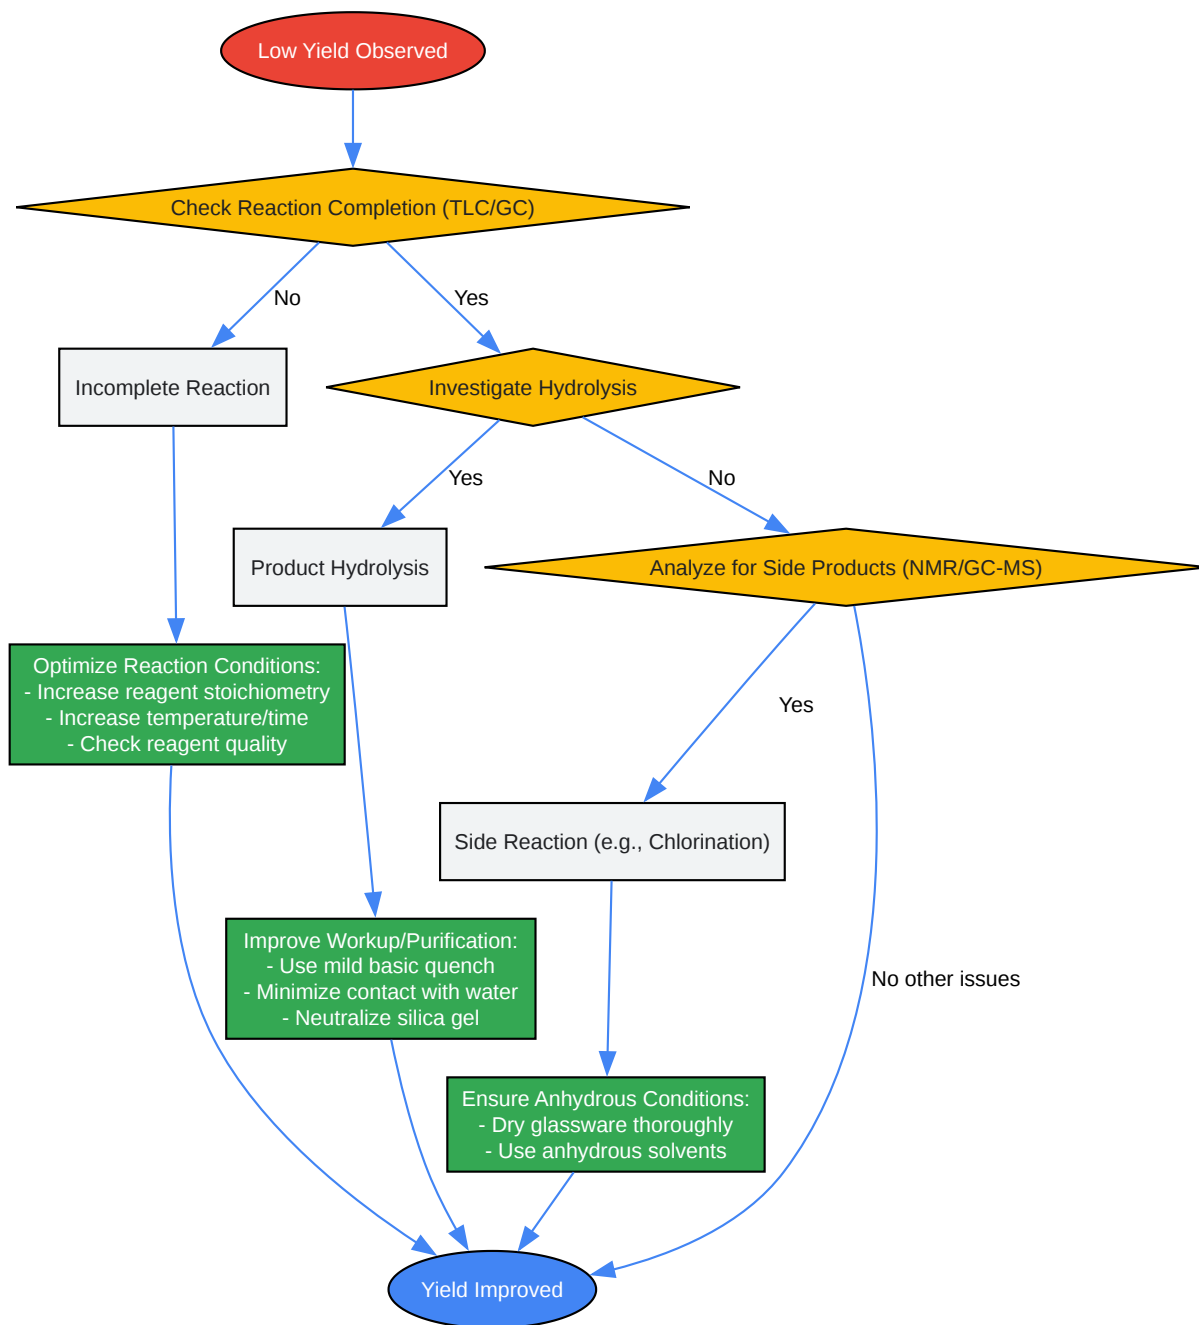 Low Yield Observed
Check Reaction Completion (TLC/GC)
No
Yes
Incomplete Reaction
Investigate Hydrolysis
Yes
No
Product Hydrolysis
Analyze for Side Products (NMR/GC-MS)
Optimize Reaction Conditions:
- Increase reagent stoichiometry
- Increase temperature/time
- Check reagent quality
Yes
Side Reaction (e.g., Chlorination)
Improve Workup/Purification:
- Use mild basic quench
- Minimize contact with water
- Neutralize silica gel
No other issues
Ensure Anhydrous Conditions:
- Dry glassware thoroughly
- Use anhydrous solvents
Yield Improved